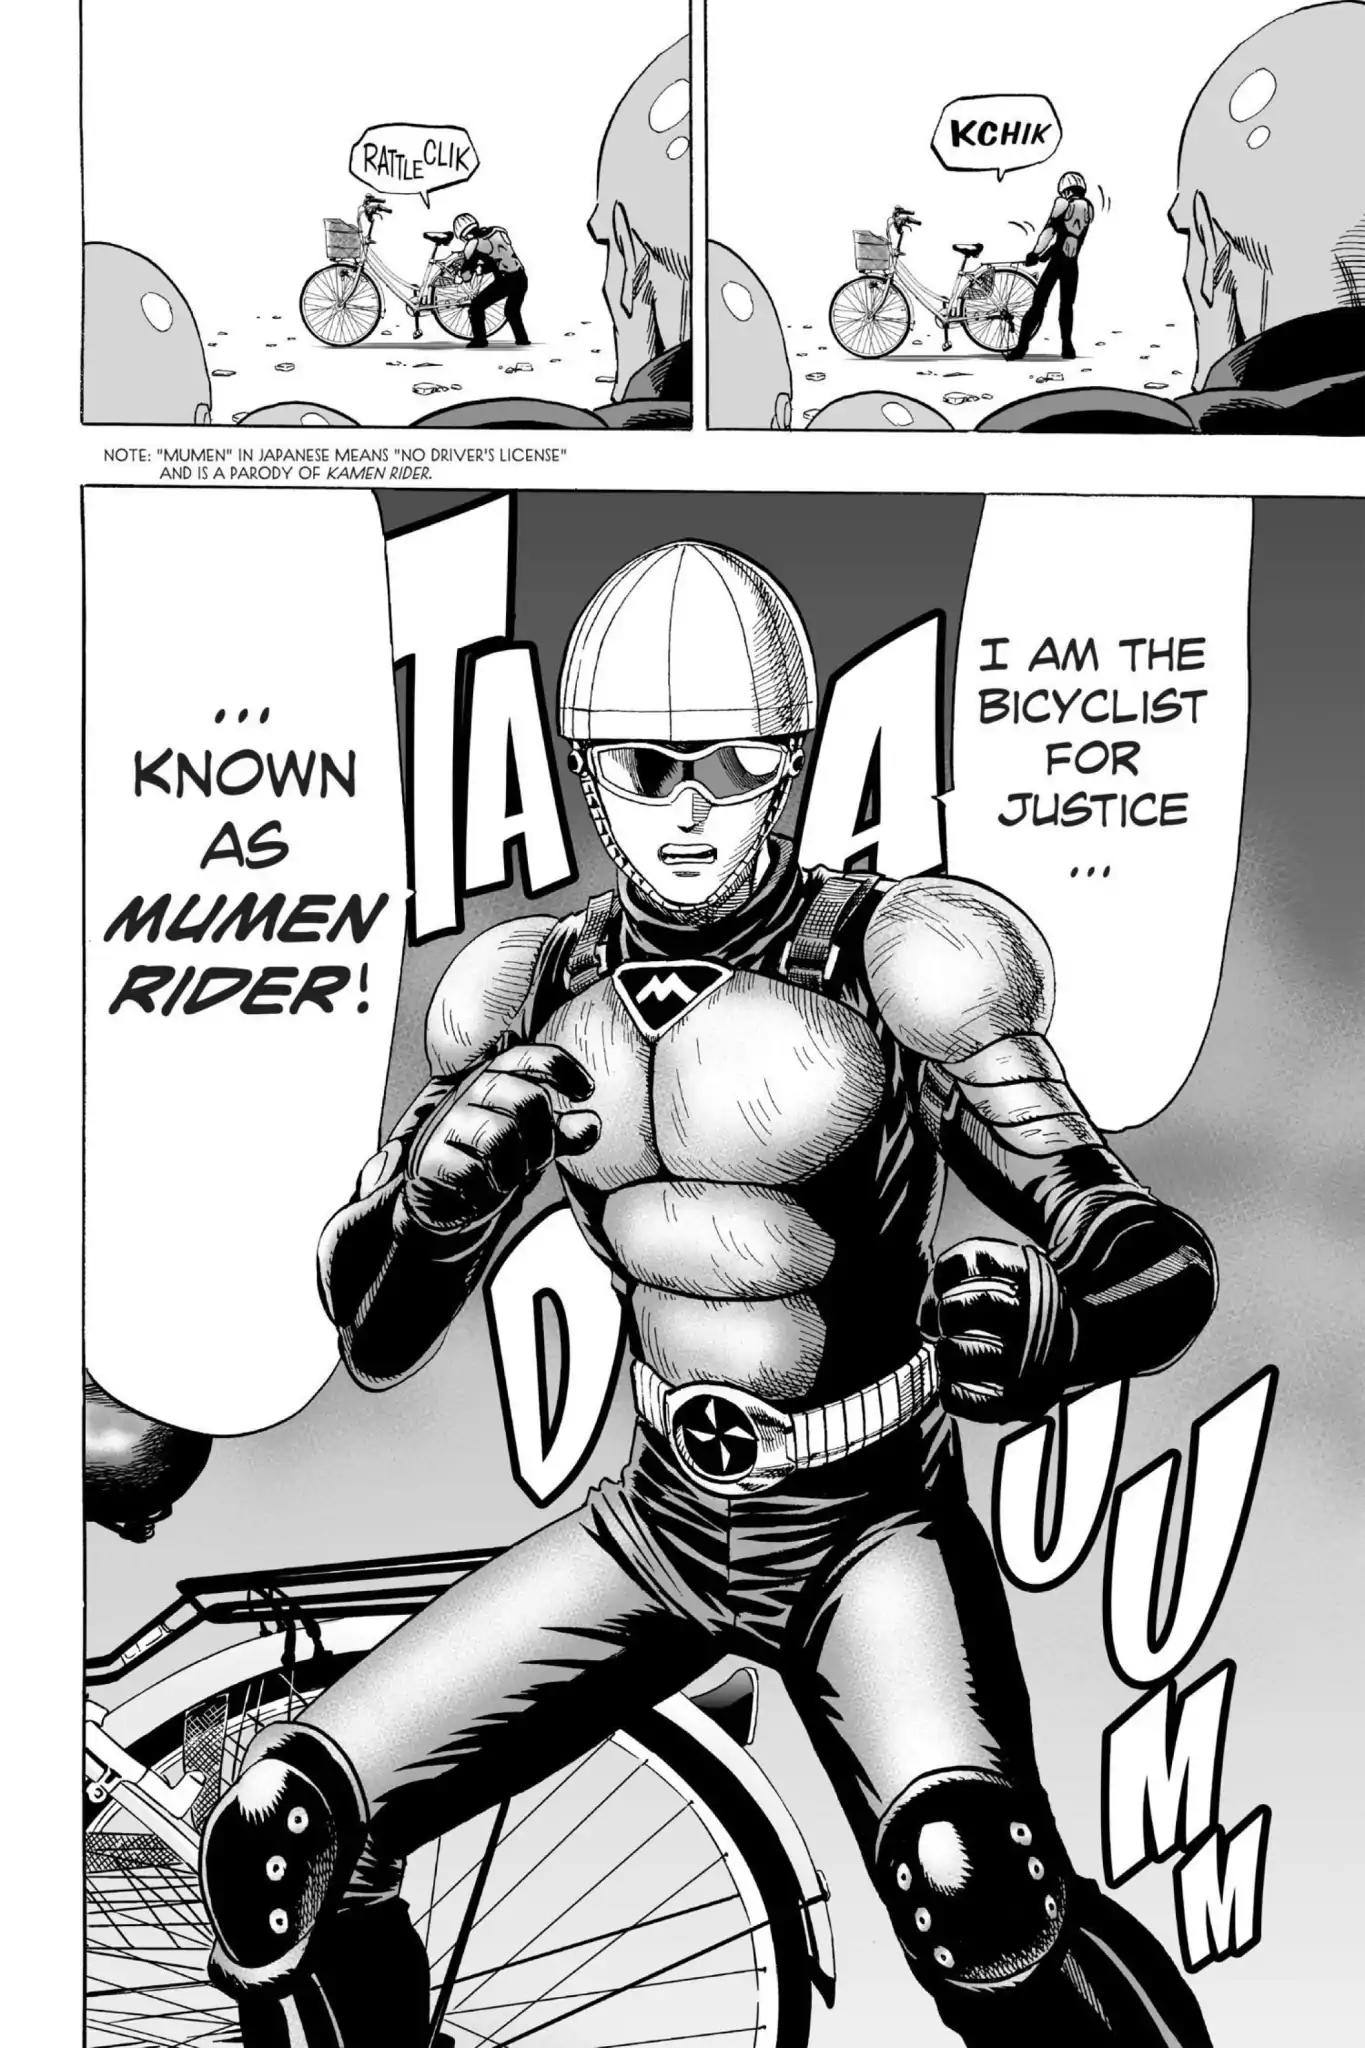 RATTLE CLIK
KCHIK
NOTE: "MUMEN" IN JAPANESE MEANS "NO DRIVER'S LICENSE"
AND IS A PARODY OF KAMEN RIDER.
I AM THE
BICYCLIST
FOR
JUSTICE
...
TA
DA
DUUMM
...
KNOWN
AS
MUMEN
RIDER!
M